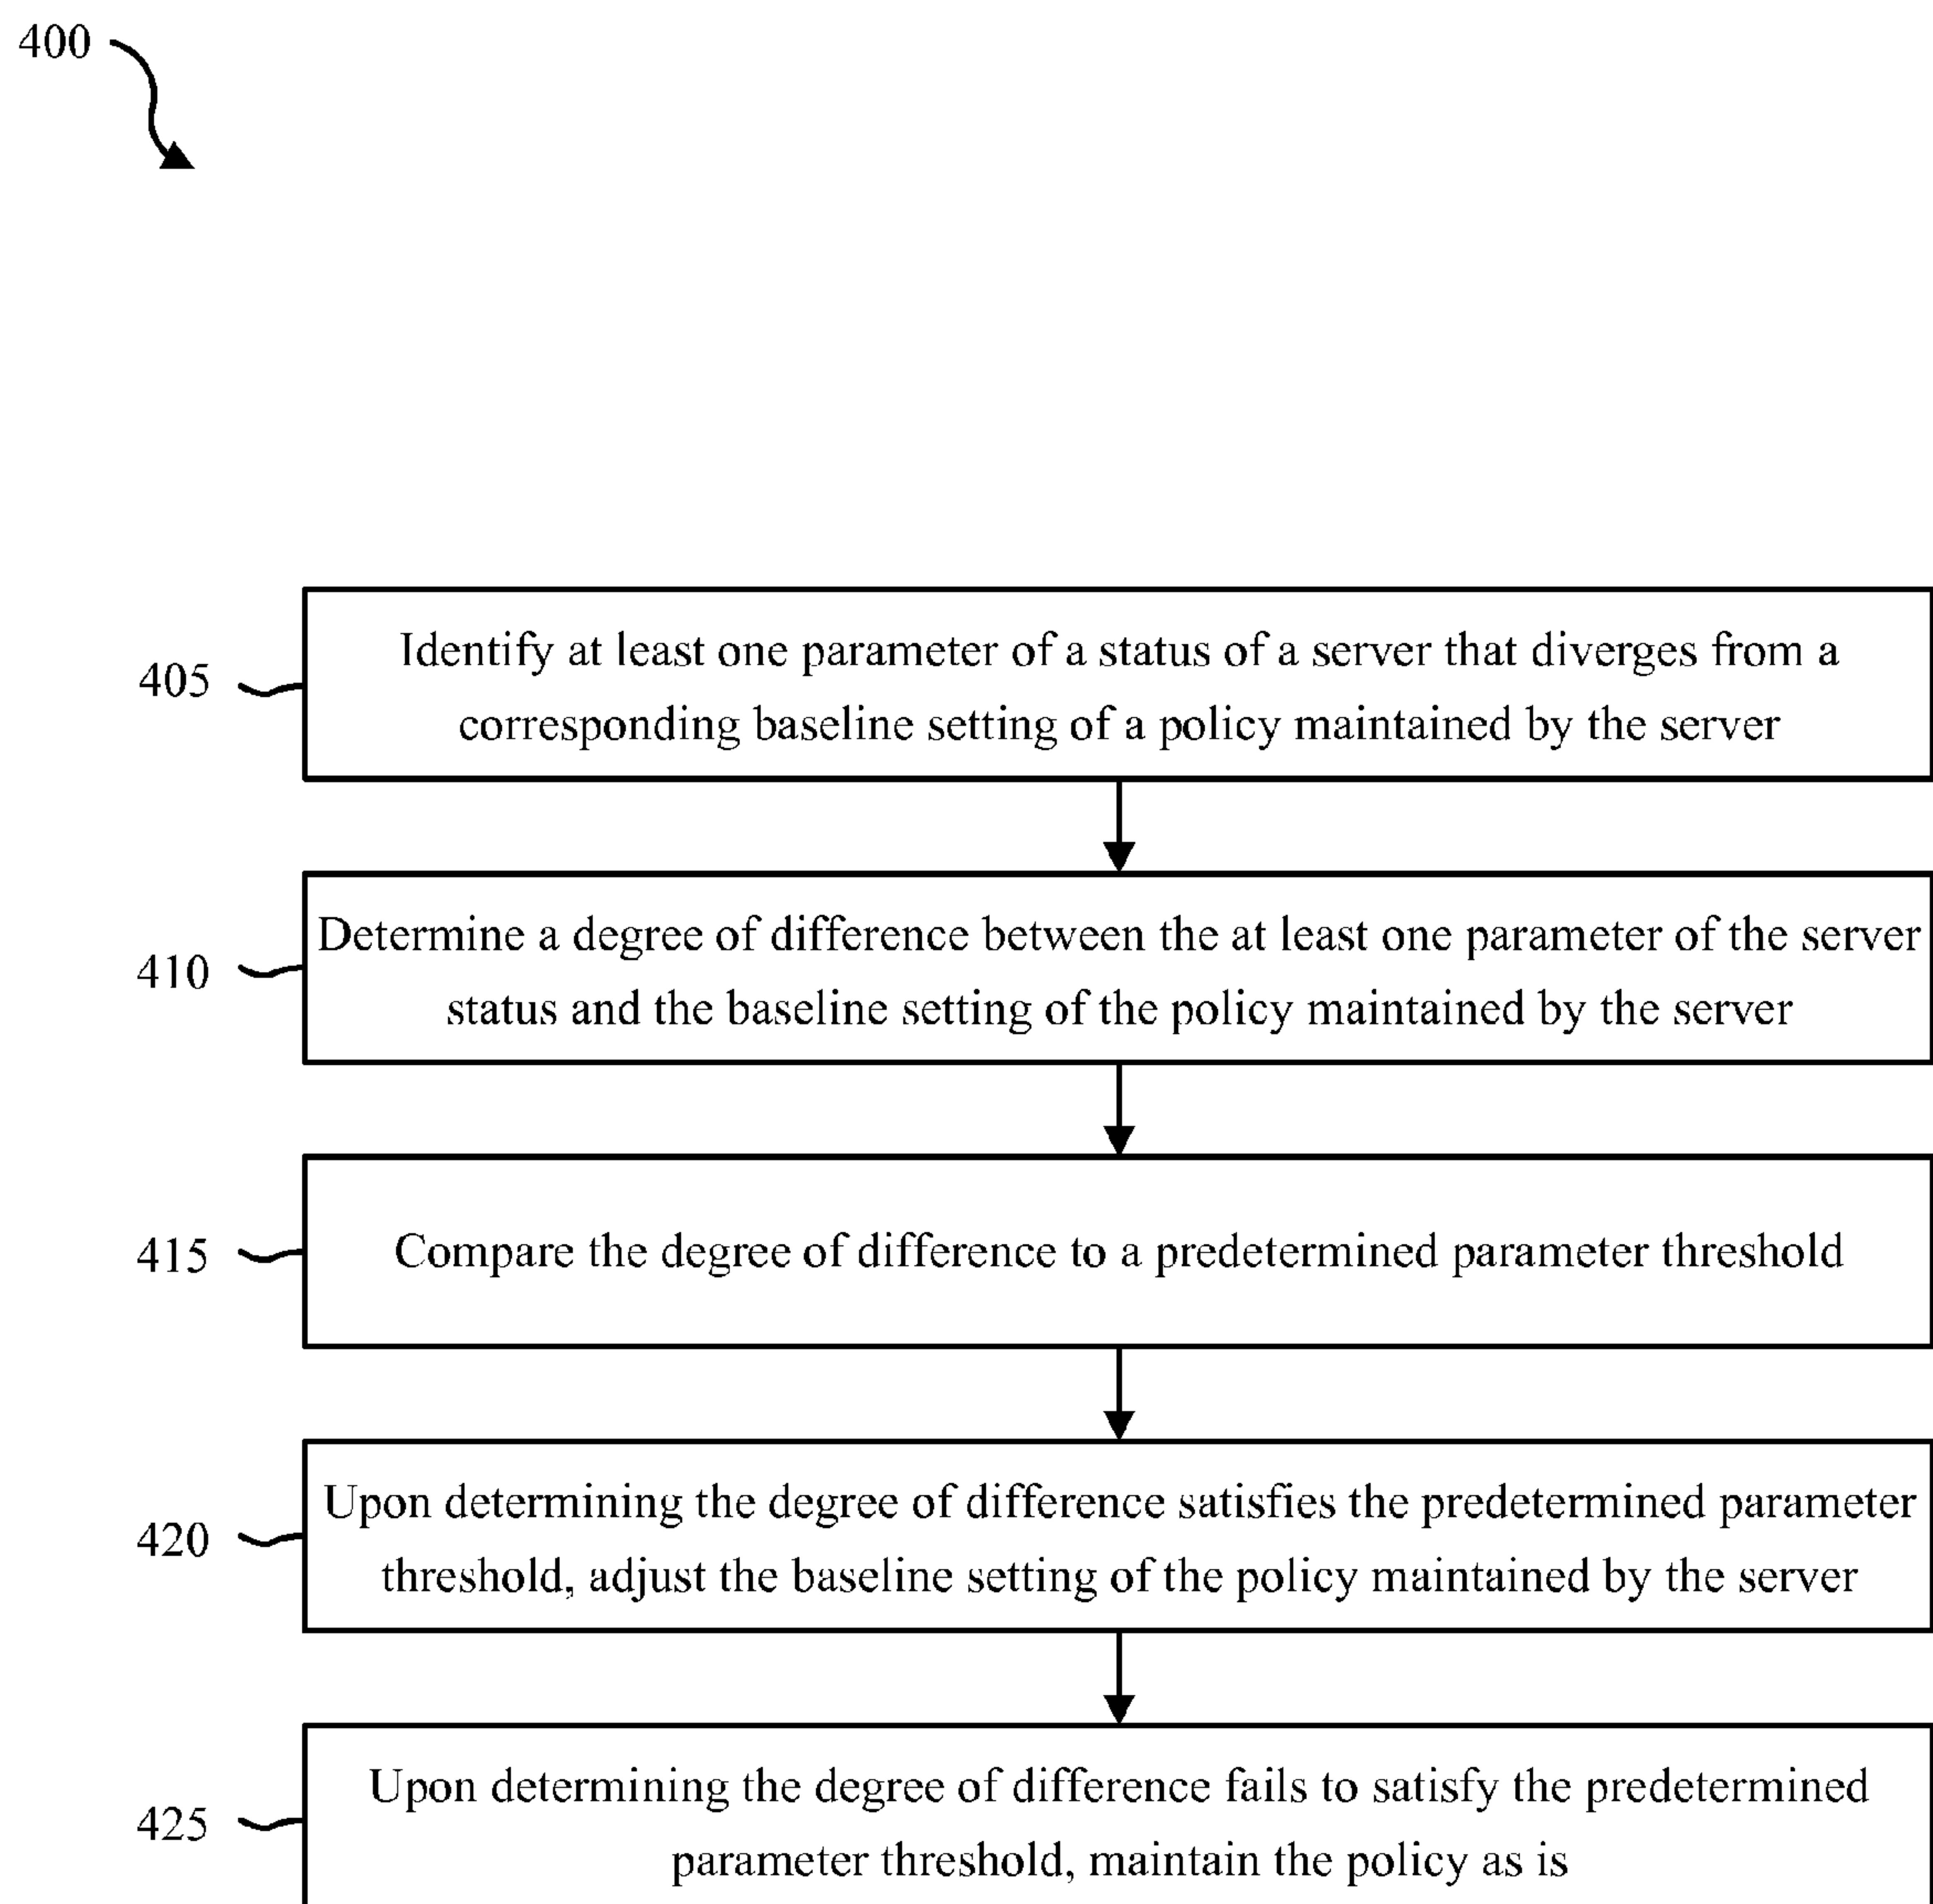 400
405
Identify at least one parameter of a status of a server that diverges from a
corresponding baseline setting of a policy maintained by the server
410
Determine a degree of difference between the at least one parameter of the server
status and the baseline setting of the policy maintained by the server
415
Compare the degree of difference to a predetermined parameter threshold
420
Upon determining the degree of difference satisfies the predetermined parameter
threshold, adjust the baseline setting of the policy maintained by the server
425
Upon determining the degree of difference fails to satisfy the predetermined
parameter threshold, maintain the policy as is